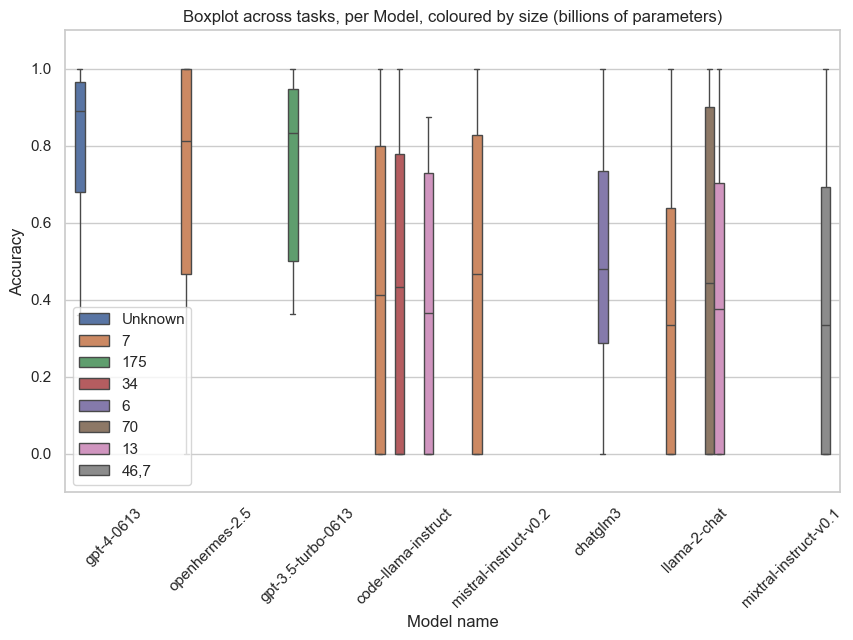 Boxplot across tasks, per Model, coloured by size (billions of parameters)
1.0
0.8
0.6
0.4
0.2
0.0
Accuracy
Unknown
7
175
34
6
70
13
46,7
gpt-4-0613
openhermes-2.5
gpt-3.5-turbo-0613
code-llama-instruct
mistral-instruct-v0.2
chatglm3
llama-2-chat
mixtral-instruct-v0.1
Model name